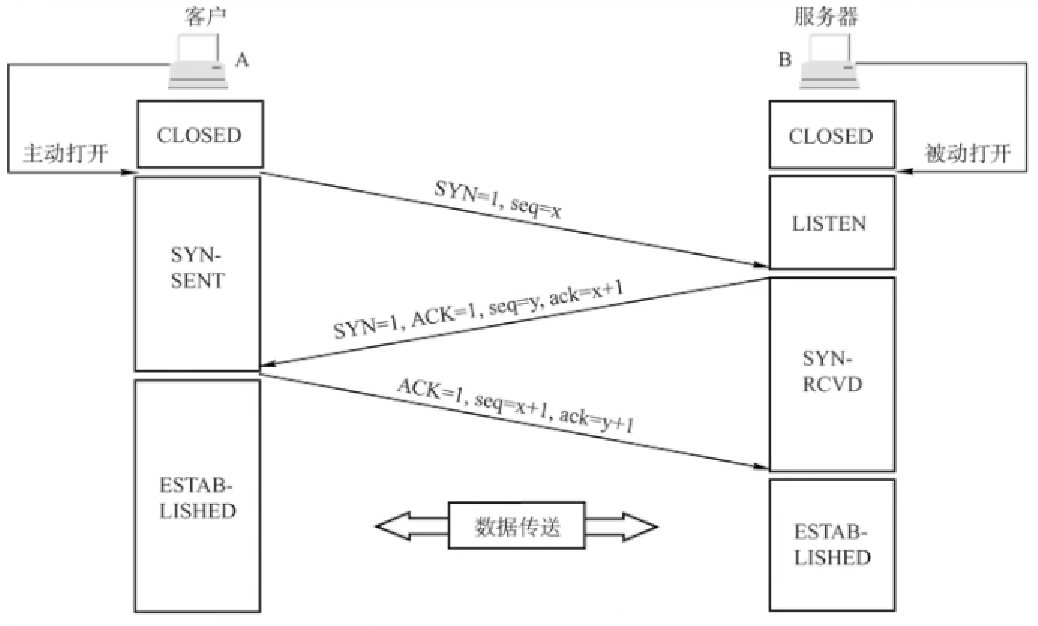 客户
服务器
A
B
CLOSED
CLOSED
主动打开
被动打开
SYN=1, seq=x
LISTEN
SYN-
SENT
SYN=1, ACK=1, seq=y, ack=x+1
SYN-
RCVD
ACK=1, seq=x+1, ack=y+1
ESTAB-
LISHED
数据传送
ESTAB-
LISHED